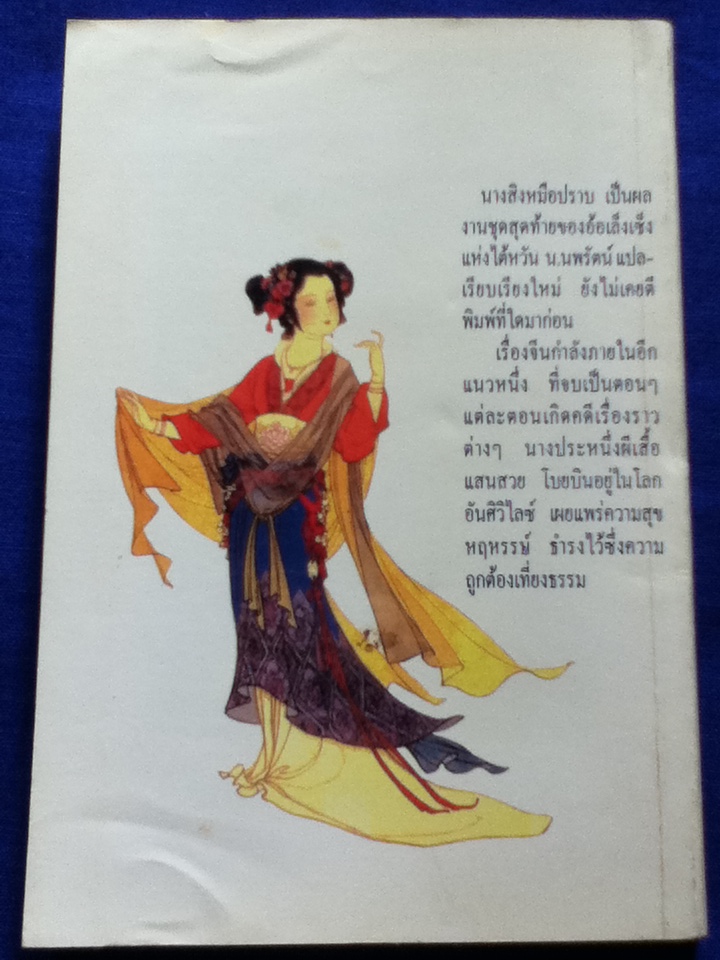 นางสิงหมือปราบ เป็นผล
งานชุดสุดท้ายของอ้อเล็งเซ็ง
แห่งไต้หวัน น.นพรัตน์ แปล-
เรียบเรียงใหม่ ยังไม่เคยตี
พิมพ์ที่ใดมาก่อน
เรื่องจีนกำลังภายในอีก
แนวหนึ่ง ที่จบเป็นตอนๆ
แต่ละตอนเกิดคดีเรื่องราว
ต่างๆ นางประหนึ่งผีเสื้อ
แสนสวย โบยบินอยู่ในโลก
อันศิวิไลซ์ เผยแพร่ความสุข
หฤหรรษ์ ธำรงไว้ซึ่งความ
ถูกต้องเที่ยงธรรม